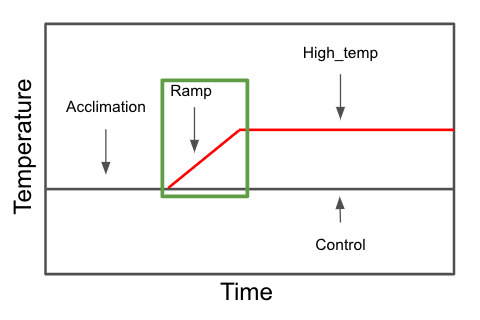 High_temp
Ramp
Acclimation
Temperature
Control
Time